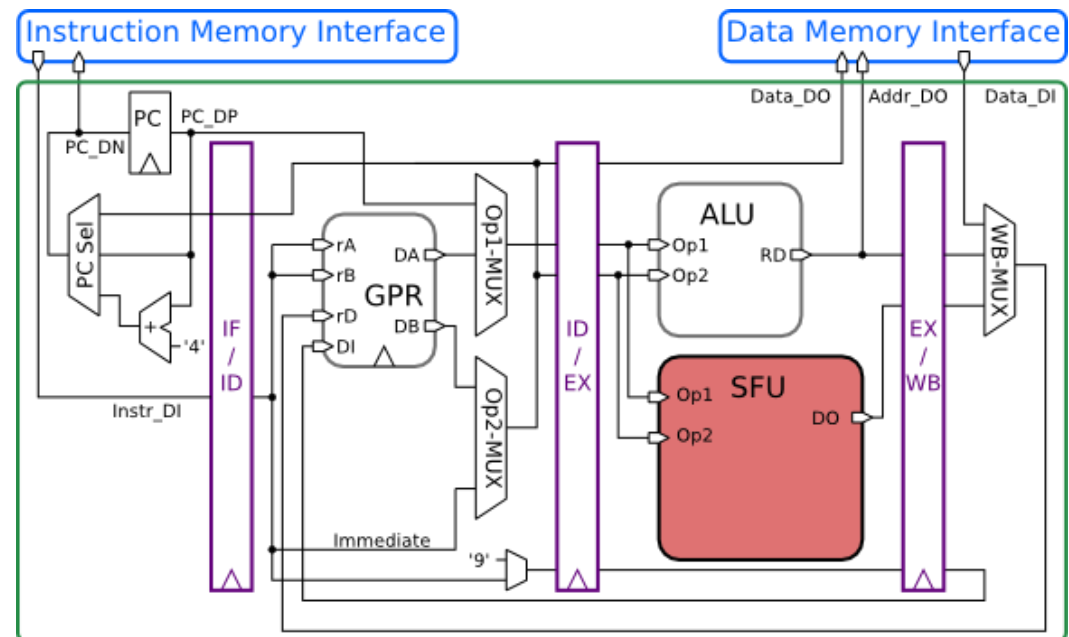 Instruction Memory Interface
Data Memory Interface
Data_DO
Addr_DO
Data_DI
PC
PC_DP
PC_DN
PC Sel
+
'4'
Instr_DI
IF
/
ID
rA
rB
rD
DI
DA
DB
GPR
Op1-MUX
Op2-MUX
Immediate
'9'
ID
/
EX
ALU
Op1
Op2
RD
SFU
Op1
Op2
DO
EX
/
WB
WB-MUX